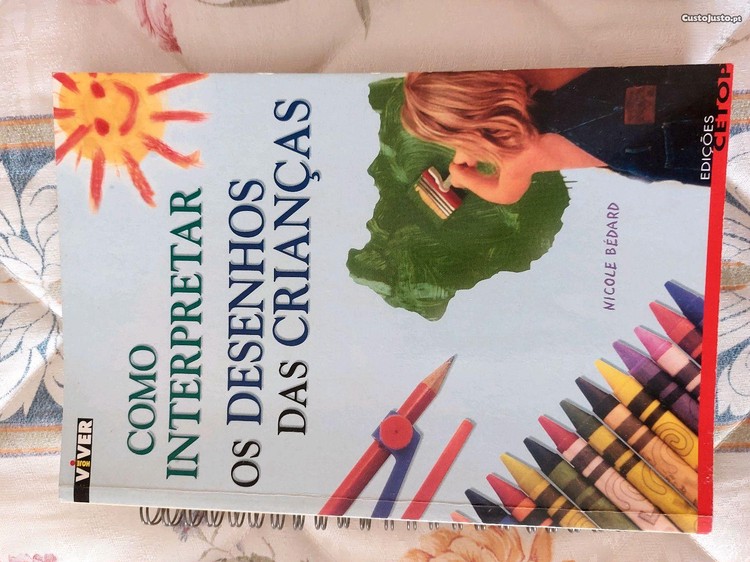 VIVER
COMO
INTERPRETAR
OS DESENHOS
DAS CRIANÇAS
NICOLE BÉDARD
EDIÇÕES
CETOP
CustoJusto.pt